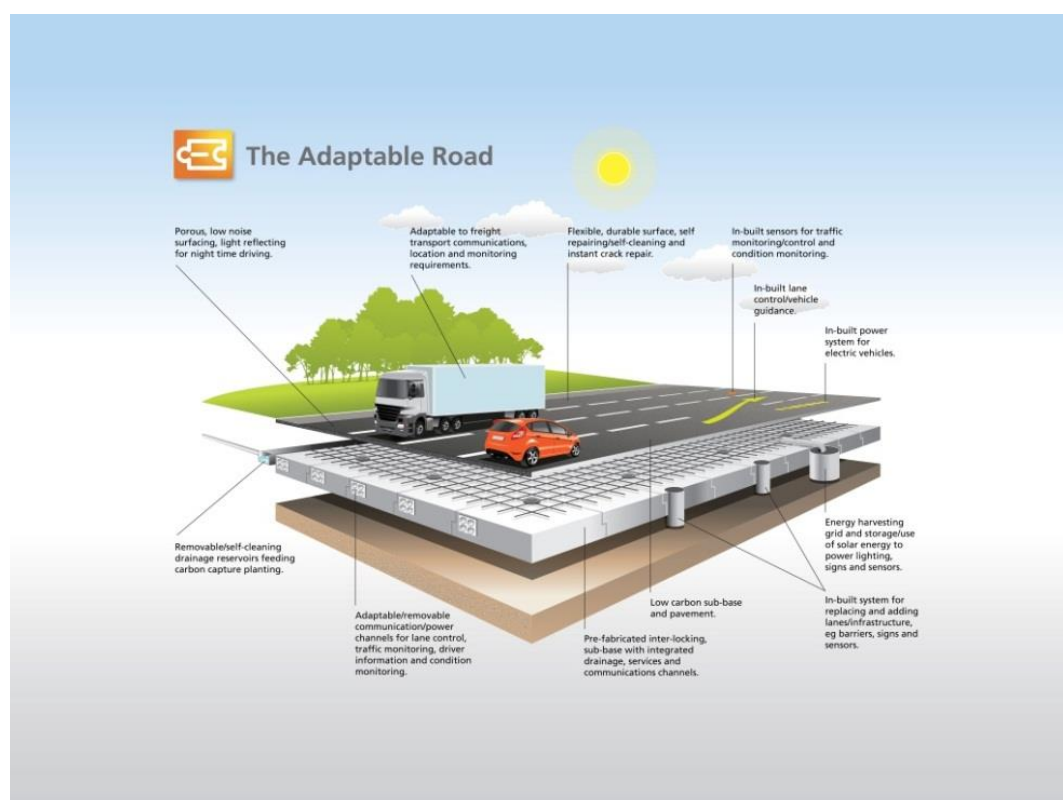 The Adaptable Road
Porous, low noise
surfacing, light reflecting
for night time driving.
Adaptable to freight
transport communications,
location and monitoring
requirements.
Flexible, durable surface, self
repairing/self-cleaning and
instant crack repair.
In-built sensors for traffic
monitoring/control and
condition monitoring.
In-built lane
control/vehicle
guidance.
In-built power
system for
electric vehicles.
Removable/self-cleaning
drainage reservoirs feeding
carbon capture planting.
Adaptable/removable
communication/power
channels for lane control,
traffic monitoring, driver
information and condition
monitoring.
Pre-fabricated inter-locking,
sub-base with integrated
drainage, services and
communications channels.
Low carbon sub-base
and pavement.
Energy harvesting
grid and storage/use
of solar energy to
power lighting,
signs and sensors.
In-built system for
replacing and adding
lanes/infrastructure,
eg barriers, signs and
sensors.